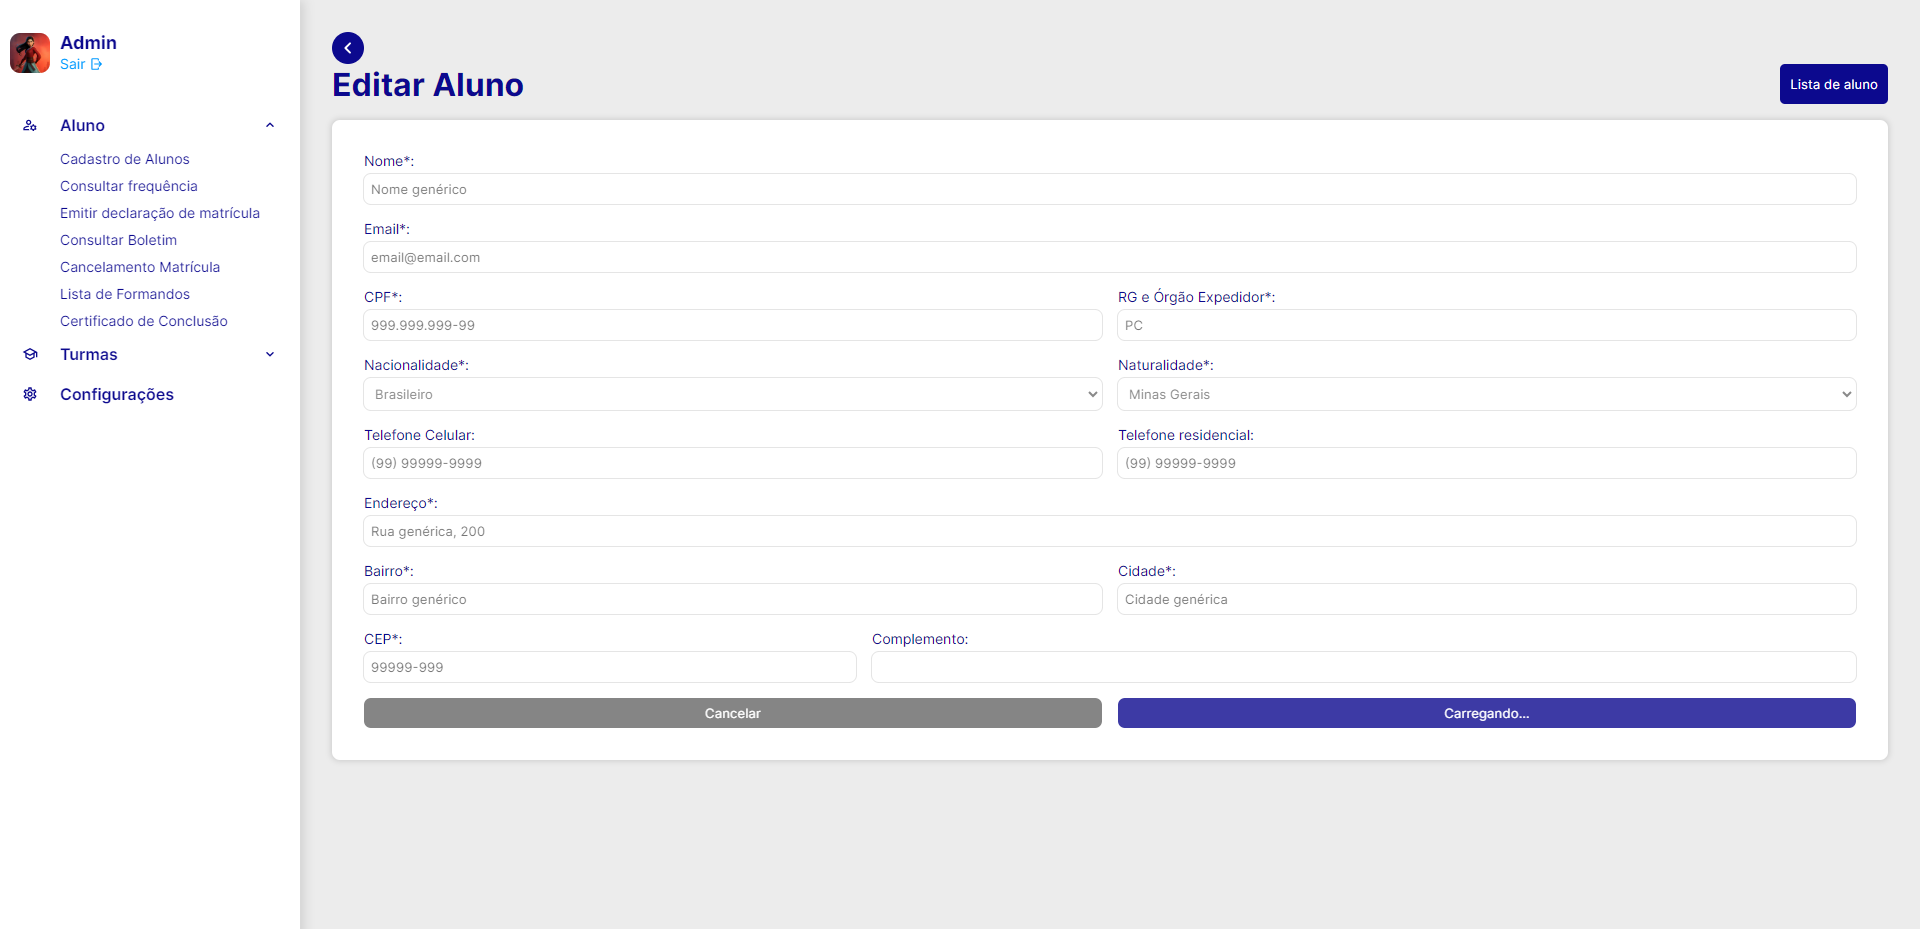 Admin
Sair
Aluno
Cadastro de Alunos
Consultar frequência
Emitir declaração de matrícula
Consultar Boletim
Cancelamento Matrícula
Lista de Formandos
Certificado de Conclusão
Turmas
Configurações
Editar Aluno
Lista de aluno
Nome*:
Nome genérico
Email*:
email@email.com
CPF*:
999.999.999-99
RG e Órgão Expedidor*:
PC
Nacionalidade*:
Brasileiro
Naturalidade*:
Minas Gerais
Telefone Celular:
(99) 99999-9999
Telefone residencial:
(99) 99999-9999
Endereço*:
Rua genérica, 200
Bairro*:
Bairro genérico
Cidade*:
Cidade genérica
CEP*:
99999-999
Complemento:
Cancelar
Carregando...